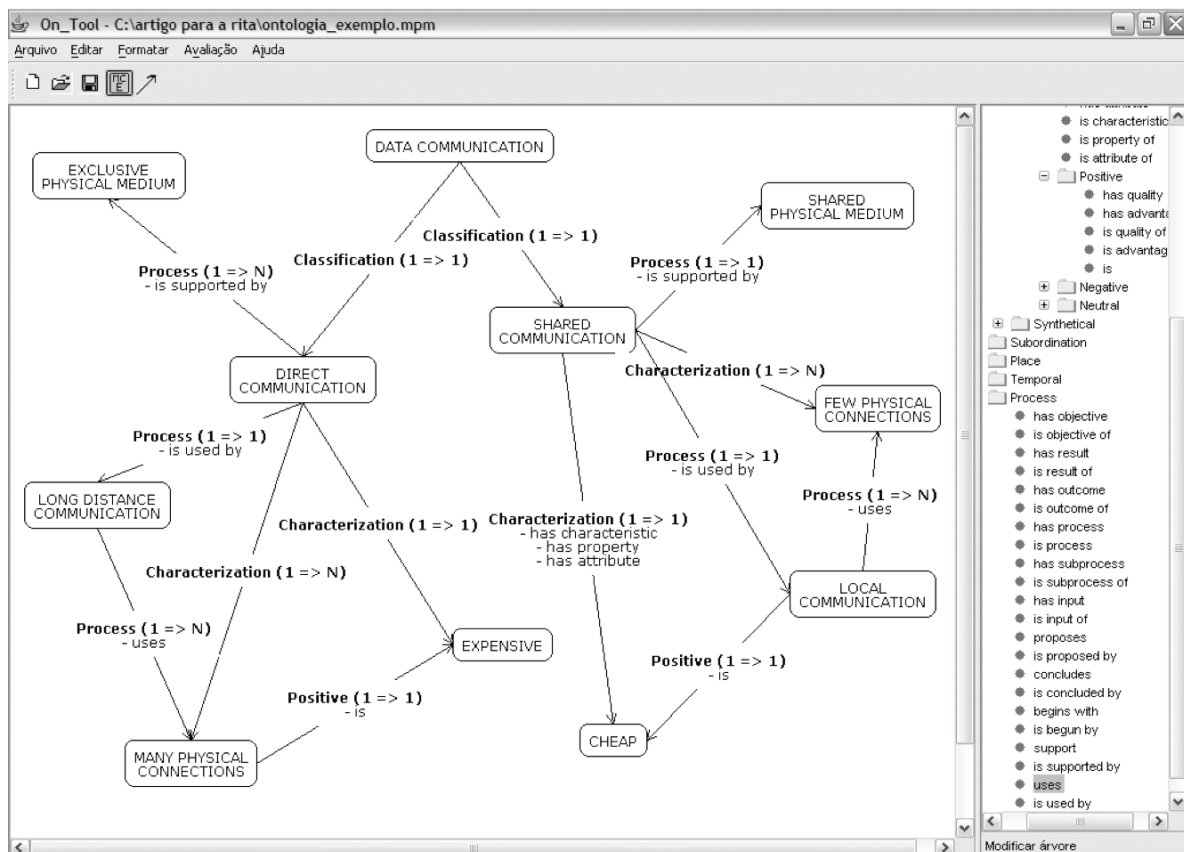 On_Tool - C:\artigo para a rita\ontologia_exemplo.mpm
Arquivo Editar Formatar Avaliação Ajuda
DATA COMMUNICATION
EXCLUSIVE
PHYSICAL MEDIUM
SHARED
PHYSICAL MEDIUM
Classification (1 => 1)
Classification (1 => 1)
Process (1 => N)
- is supported by
Process (1 => 1)
- is supported by
SHARED
COMMUNICATION
DIRECT
COMMUNICATION
Characterization (1 => N)
FEW PHYSICAL
CONNECTIONS
Process (1 => 1)
- is used by
Process (1 => 1)
- is used by
LONG DISTANCE
COMMUNICATION
Process (1 => N)
- uses
Characterization (1 => 1)
Characterization (1 => 1)
- has characteristic
- has property
- has attribute
Characterization (1 => N)
LOCAL
COMMUNICATION
Process (1 => N)
- uses
EXPENSIVE
Positive (1 => 1)
- is
Positive (1 => 1)
- is
CHEAP
MANY PHYSICAL
CONNECTIONS
is characteristic
is property of
is attribute of
Positive
has quality
has advanta
is quality of
is advantag
is
Negative
Neutral
Synthetical
Subordination
Place
Temporal
Process
has objective
is objective of
has result
is result of
has outcome
is outcome of
has process
is process
has subprocess
is subprocess of
has input
is input of
proposes
is proposed by
concludes
is concluded by
begins with
is begun by
support
is supported by
uses
is used by
Modificar árvore